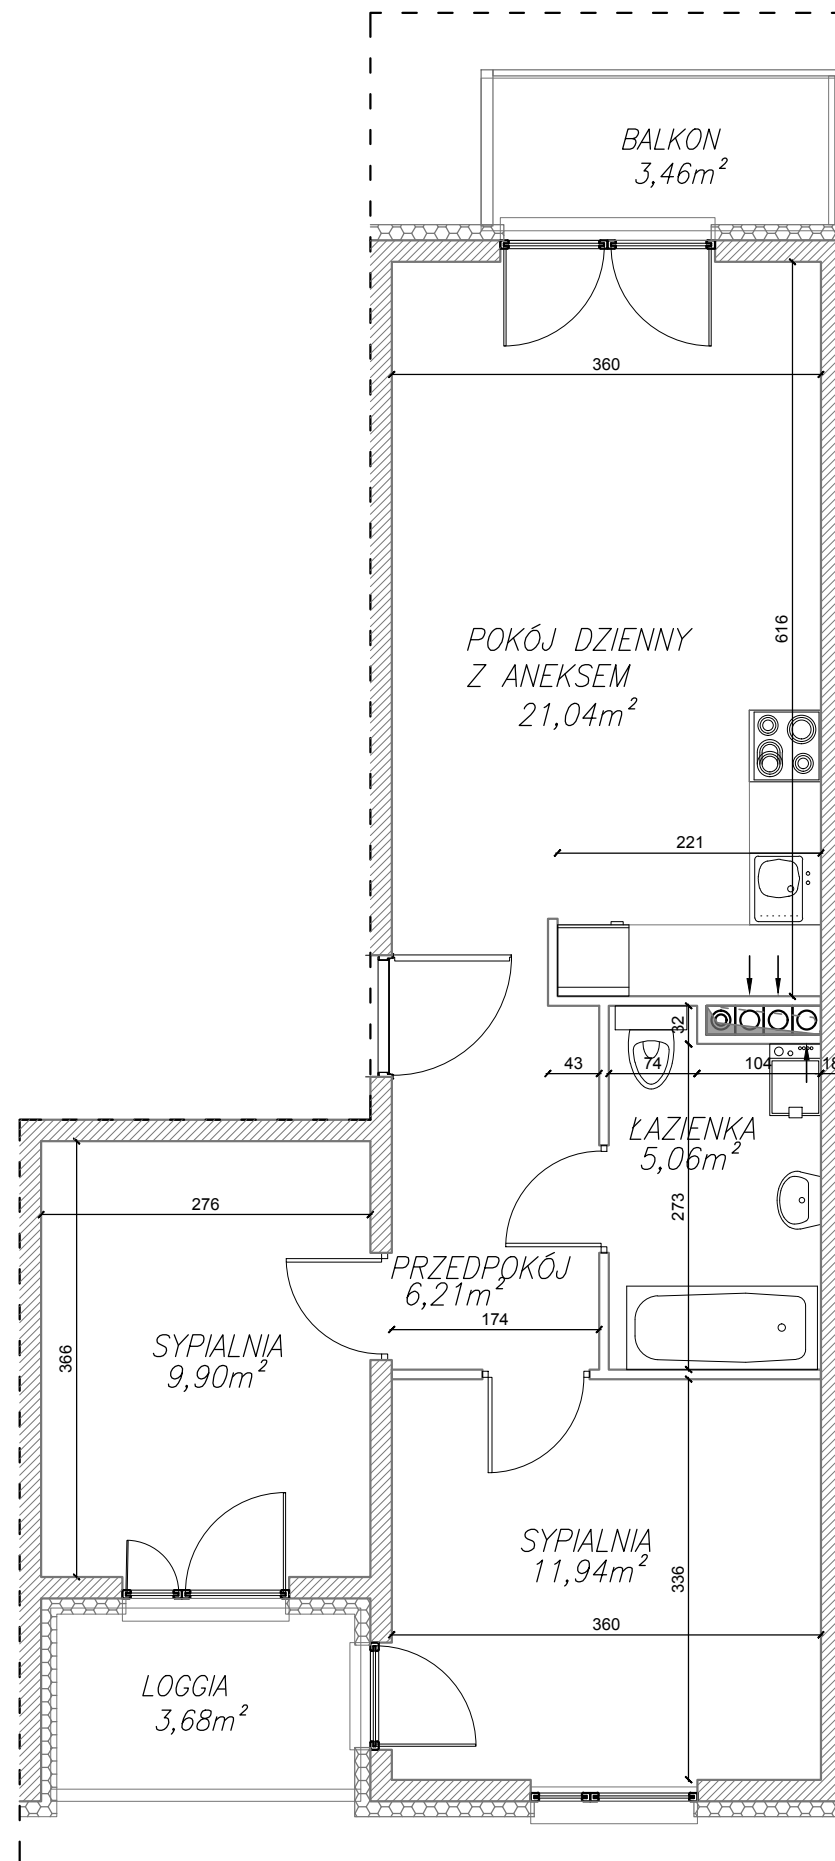 BALKON
3,46m²
360
616
POKÓJ DZIENNY
Z ANEKSEM
21,04m²
221
32
43
74
104
18
ŁAZIENKA
5,06m²
273
276
PRZEDPOKÓJ
6,21m²
174
366
SYPIALNIA
9,90m²
SYPIALNIA
11,94m²
336
360
LOGGIA
3,68m²